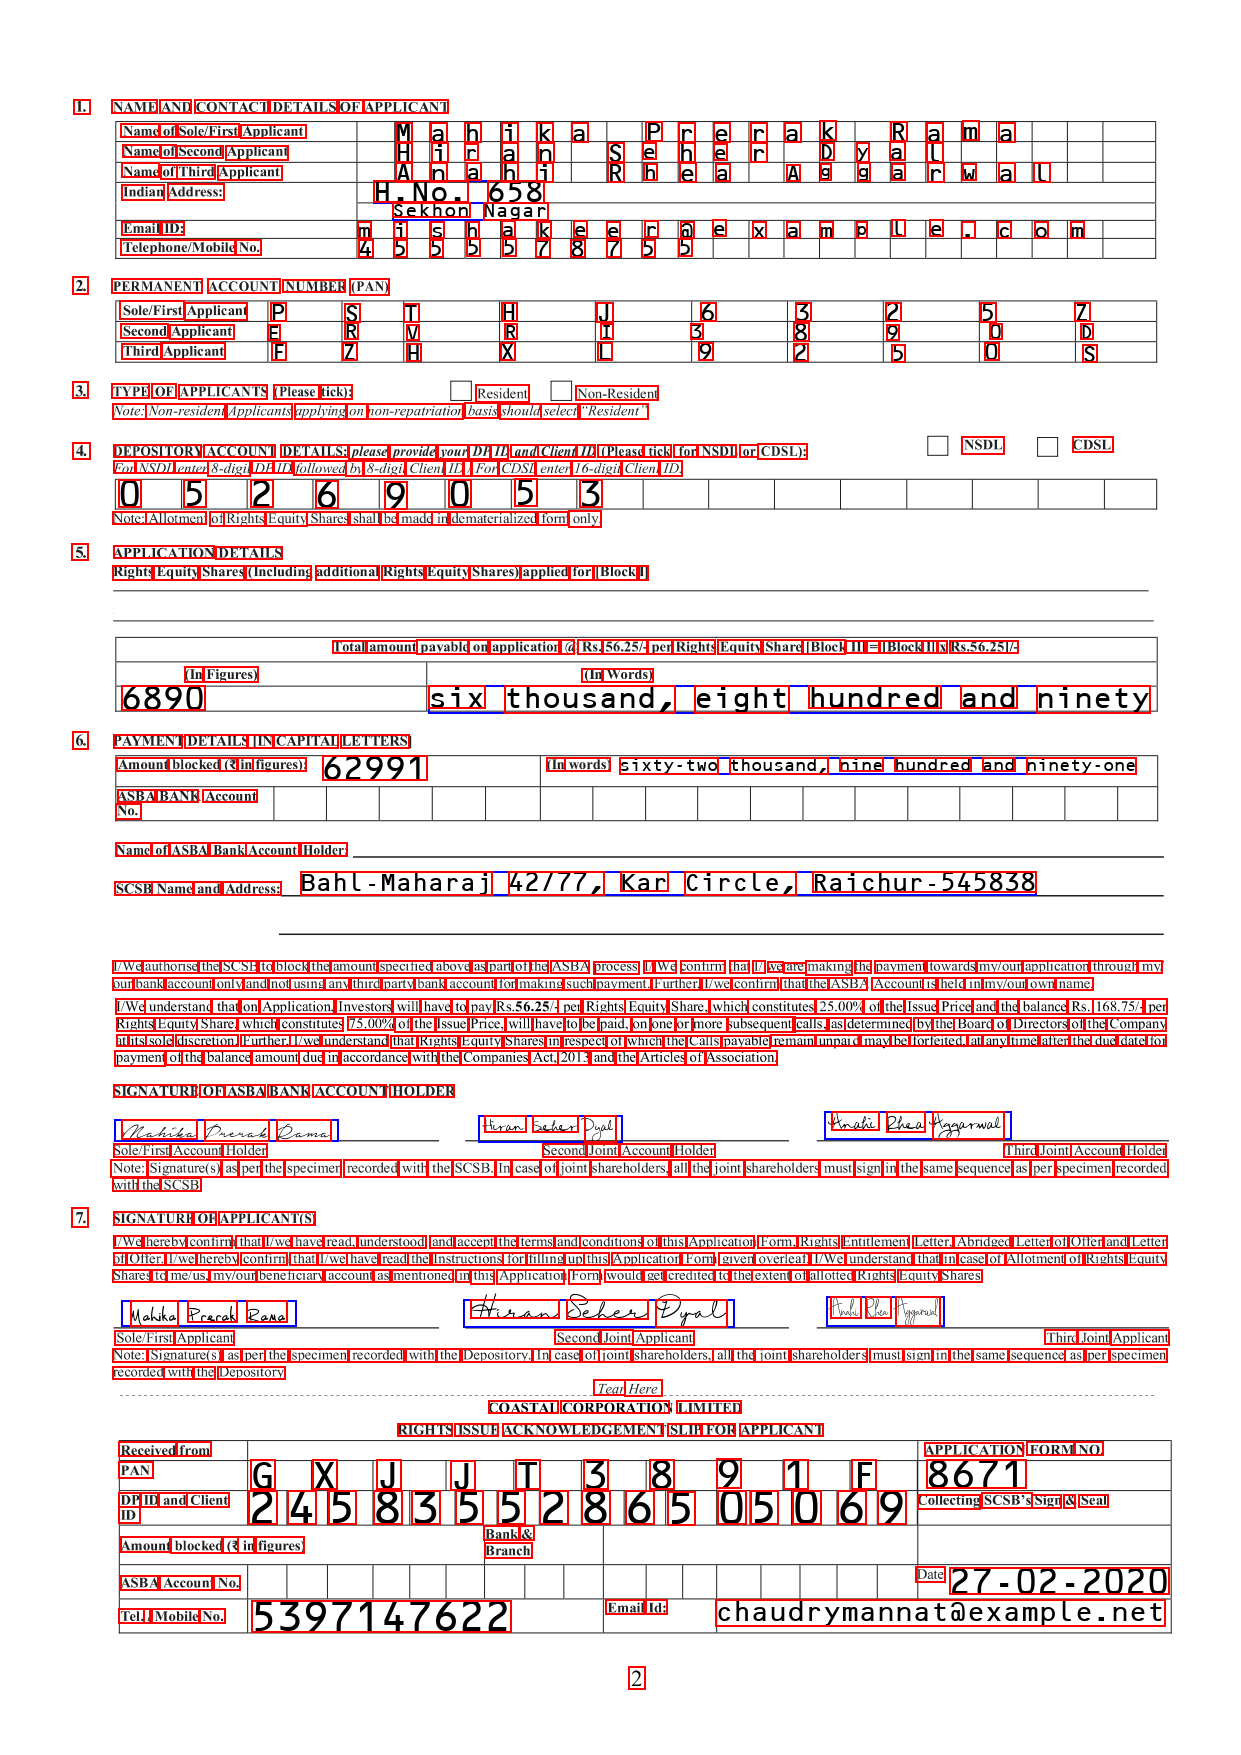 1. NAME AND CONTACT DETAILS OF APPLICANT
Name of Sole/First Applicant Mahika Prerak Rama
Name of Second Applicant Hiran Seher Dyal
Name of Third Applicant Anahi Rhea Aggarwal
Indian Address: H.No. 658
Sekhon Nagar
Email ID: mishakeer@example.com
Telephone/Mobile No. 4555787 55
2. PERMANENT ACCOUNT NUMBER (PAN)
Sole/First Applicant P S T H J 6 3 2 5 Z
Second Applicant E R V R I 3 8 9 0 D
Third Applicant F Z H X L 9 2 5 0 S
3. TYPE OF APPLICANTS (Please tick): Resident Non-Resident
Note: Non-resident Applicants applying on non-repatriation basis should select "Resident"
4. DEPOSITORY ACCOUNT DETAILS: please provide your DP ID and Client ID (Please tick for NSDL or CDSL): NSDL CDSL
For NSDL enter 8-digit DP ID followed by 8-digit Client ID / For CDSL enter 16-digit Client ID.
0 5 2 6 9 0 5 3
Note: Allotment of Rights Equity Shares shall be made in dematerialized form only.
5. APPLICATION DETAILS
Rights Equity Shares (Including additional Rights Equity Shares) applied for [Block I]
Total amount payable on application @ Rs. 56.25/- per Rights Equity Share [Block II] = [Block I] x Rs.56.25]/-
(In Figures) (In Words)
6890 six thousand, eight hundred and ninety
6. PAYMENT DETAILS [IN CAPITAL LETTERS]
Amount blocked (₹ in figures): 62991 (In words) sixty-two thousand, nine hundred and ninety-one
ASBA BANK Account
No.
Name of ASBA Bank Account Holder:
SCSB Name and Address: Bahl-Maharaj 42/77, Kar Circle, Raichur-545838
I/We authorise the SCSB to block the amount specified above as part of the ASBA process. I/We confirm that I/we are making the payment towards my/our application through my/
our bank account only and not using any third party bank account for making such payment. Further, I/we confirm that the ASBA Account is held in my/our own name.
I/We understand that on Application, Investors will have to pay Rs.56.25/- per Rights Equity Share, which constitutes 25.00% of the Issue Price and the balance Rs. 168.75/- per
Rights Equity Share, which constitutes 75.00% of the Issue Price, will have to be paid, on one or more subsequent calls, as determined by the Board of Directors of the Company
at its sole discretion. Further, I/we understand that Rights Equity Shares in respect of which the Calls payable remain unpaid may be forfeited, at any time after the due date for
payment of the balance amount due in accordance with the Companies Act, 2013 and the Articles of Association.
SIGNATURE OF ASBA BANK ACCOUNT HOLDER
Mahika Prerak Rama Hiran Seher Dyal Anahi Rhea Aggarwal
Sole/First Account Holder Second Joint Account Holder Third Joint Account Holder
Note: Signature(s) as per the specimen recorded with the SCSB. In case of joint shareholders, all the joint shareholders must sign in the same sequence as per specimen recorded
with the SCSB
7. SIGNATURE OF APPLICANT(S)
I/We hereby confirm that I/we have read, understood and accept the terms and conditions of this Application Form, Rights Entitlement Letter, Abridged Letter of Offer and Letter
of Offer. I/we hereby confirm that I/we have read the Instructions for filling up this Application Form given overleaf. I/We understand that in case of Allotment of Rights Equity
Shares to me/us, my/our beneficiary account as mentioned in this Application Form would get credited to the extent of allotted Rights Equity Shares
Mahika Prerak Rama Hiran Seher Dyal Anahi Rhea Aggarwal
Sole/First Applicant Second Joint Applicant Third Joint Applicant
Note: Signature(s) as per the specimen recorded with the Depository. In case of joint shareholders, all the joint shareholders must sign in the same sequence as per specimen
recorded with the Depository
Tear Here
COASTAL CORPORATION LIMITED
RIGHTS ISSUE ACKNOWLEDGEMENT SLIP FOR APPLICANT
Received from APPLICATION FORM NO.
PAN G X J J T 3 8 9 1 F 8671
DP ID and Client
ID 2458355286505069 Collecting SCSB's Sign & Seal
Amount blocked (₹ in figures) Bank &
Branch
ASBA Account No. Date 27-02-2020
Tel./ Mobile No. 5397147622 Email Id: chaudrymannat@example.net
2